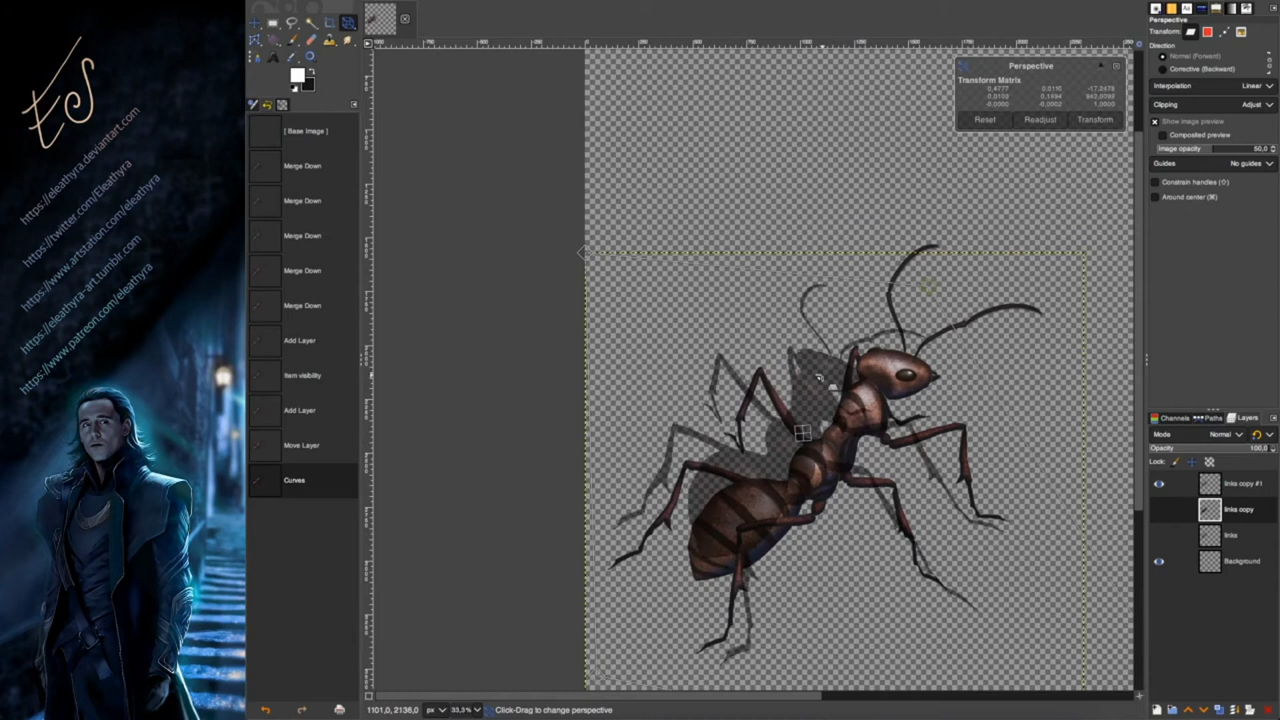 ES
https://eleathyra.deviantart.com
https://twitter.com/Eleathyra
https://www.artstation.com/eleathyra
https://eleathyra-art.tumblr.com
https://www.patreon.com/eleathyra
[ Base Image ]
Merge Down
Merge Down
Merge Down
Merge Down
Merge Down
Add Layer
Item visibility
Add Layer
Move Layer
Curves
Perspective
Transform Matrix
Reset Readjust Transform
Perspective
Transform:
Direction
Normal (Forward)
Corrective (Backward)
Interpolation Linear
Clipping Adjust
Show image preview
Composited preview
Image opacity 50,0
Guides No guides
Constrain handles (⇧)
Around center (⌘)
Channels Paths Layers
Mode Normal
Opacity 100,0
Lock:
links copy #1
links copy
links
Background
1101,0, 2136,0 px 33,3% Click-Drag to change perspective